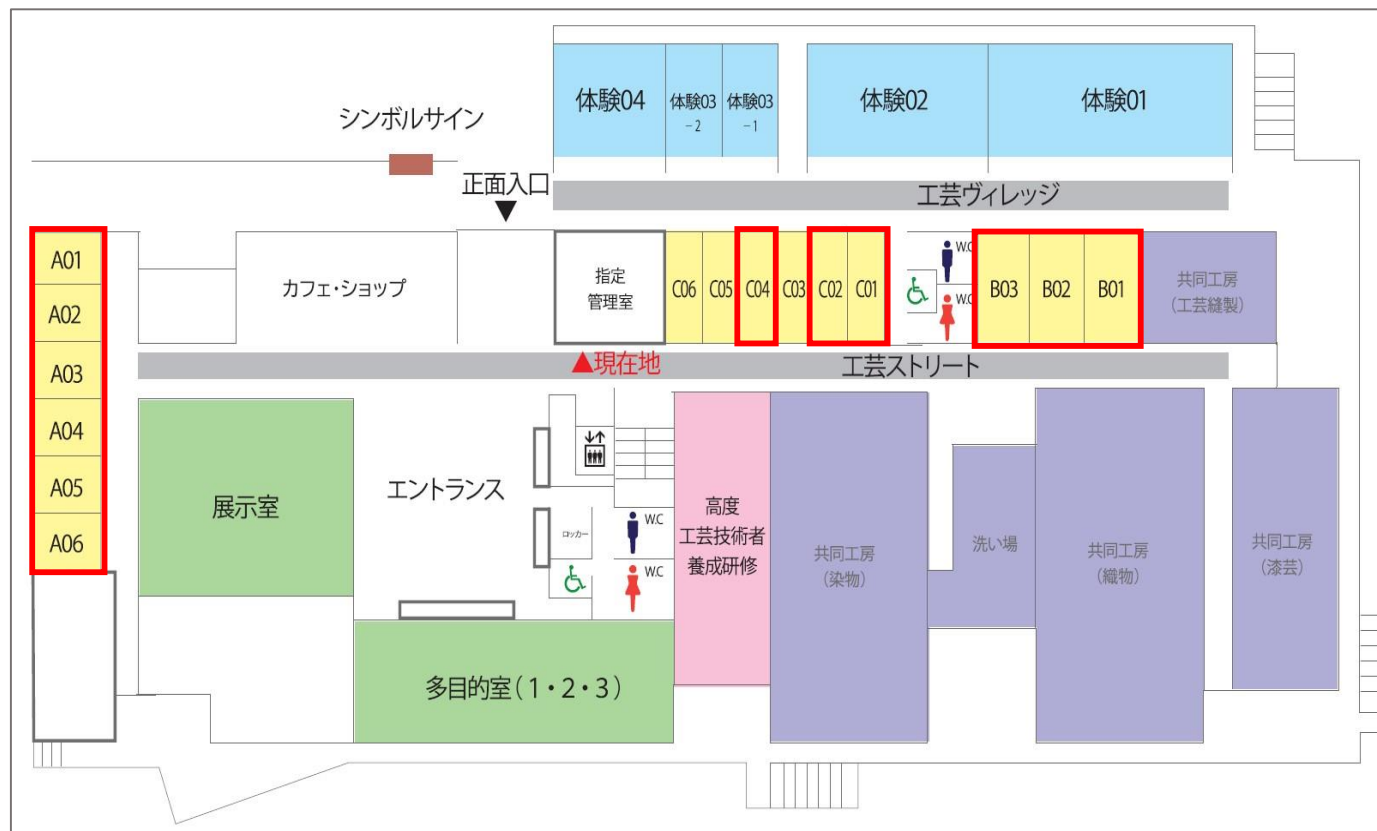 体験04
体験03
-2
体験03
-1
体験02
体験01
シンボルサイン
正面入口
▼
工芸ヴィレッジ
A01
A02
A03
A04
A05
A06
カフェ・ショップ
指定
管理室
C06
C05
C04
C03
C02
C01
W.C
W.C
B03
B02
B01
共同工房
(工芸縫製)
▲現在地
工芸ストリート
展示室
エントランス
ロッカー
W.C
W.C
高度
工芸技術者
養成研修
共同工房
(染物)
洗い場
共同工房
(織物)
共同工房
(漆芸)
多目的室(1・2・3)